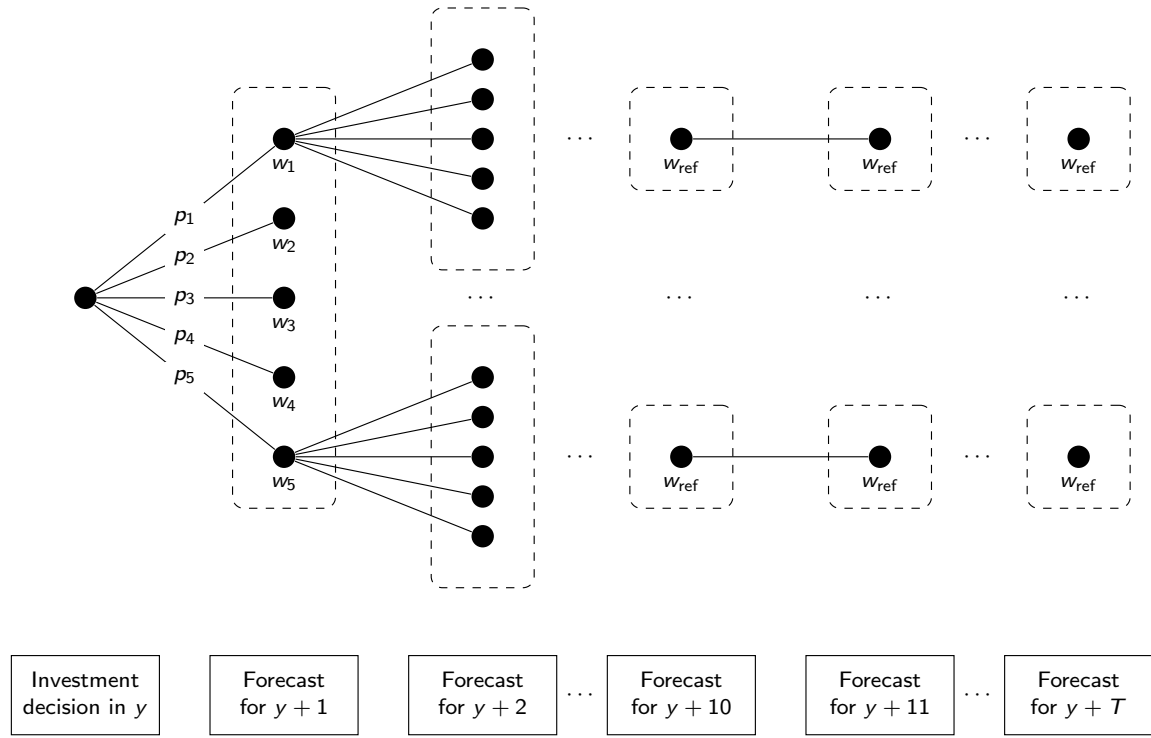 w1
⋯
wref
wref
⋯
wref
p1
w2
p2
p3
w3
⋯
⋯
⋯
⋯
p4
w4
p5
w5
⋯
wref
wref
⋯
wref
Investment
decision in y
Forecast
for y + 1
Forecast
for y + 2
⋯
Forecast
for y + 10
Forecast
for y + 11
⋯
Forecast
for y + T